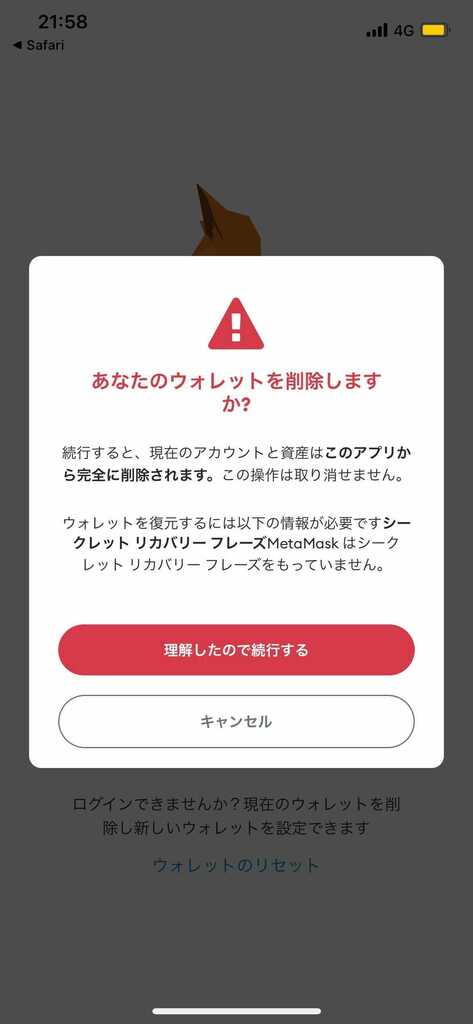 21:58
4G
◀ Safari
あなたのウォレットを削除します
か?
続行すると、現在のアカウントと資産はこのアプリか
ら完全に削除されます。この操作は取り消せません。
ウォレットを復元するには以下の情報が必要ですシー
クレット リカバリー フレーズMetaMask はシーク
レット リカバリー フレーズをもっていません。
理解したので続行する
キャンセル
ログインできませんか？現在のウォレットを削
除し新しいウォレットを設定できます
ウォレットのリセット